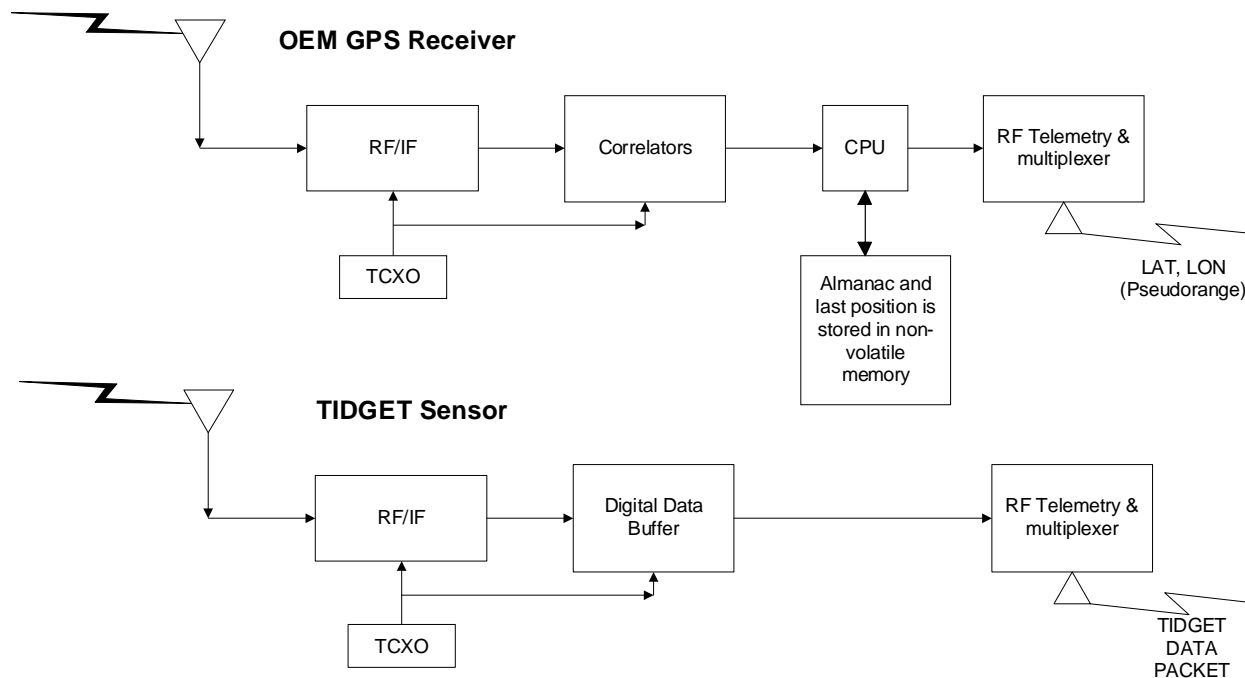 OEM GPS Receiver
RF/IF
Correlators
CPU
RF Telemetry &
multiplexer
TCXO
Almanac and
last position is
stored in non-
volatile
memory
LAT, LON
(Pseudorange)
TIDGET Sensor
RF/IF
Digital Data
Buffer
RF Telemetry &
multiplexer
TCXO
TIDGET
DATA
PACKET